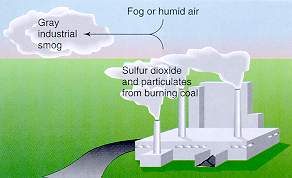 Fog or humid air
Gray
industrial
smog
Sulfur dioxide
and particulates
from burning coal